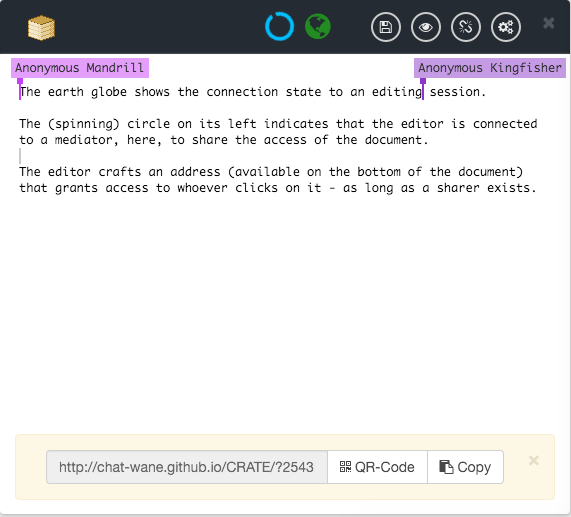 Anonymous Mandrill
Anonymous Kingfisher
The earth globe shows the connection state to an editing session.
The (spinning) circle on its left indicates that the editor is connected
to a mediator, here, to share the access of the document.
The editor crafts an address (available on the bottom of the document)
that grants access to whoever clicks on it - as long as a sharer exists.
http://chat-wane.github.io/CRATE/?2543
QR-Code
Copy